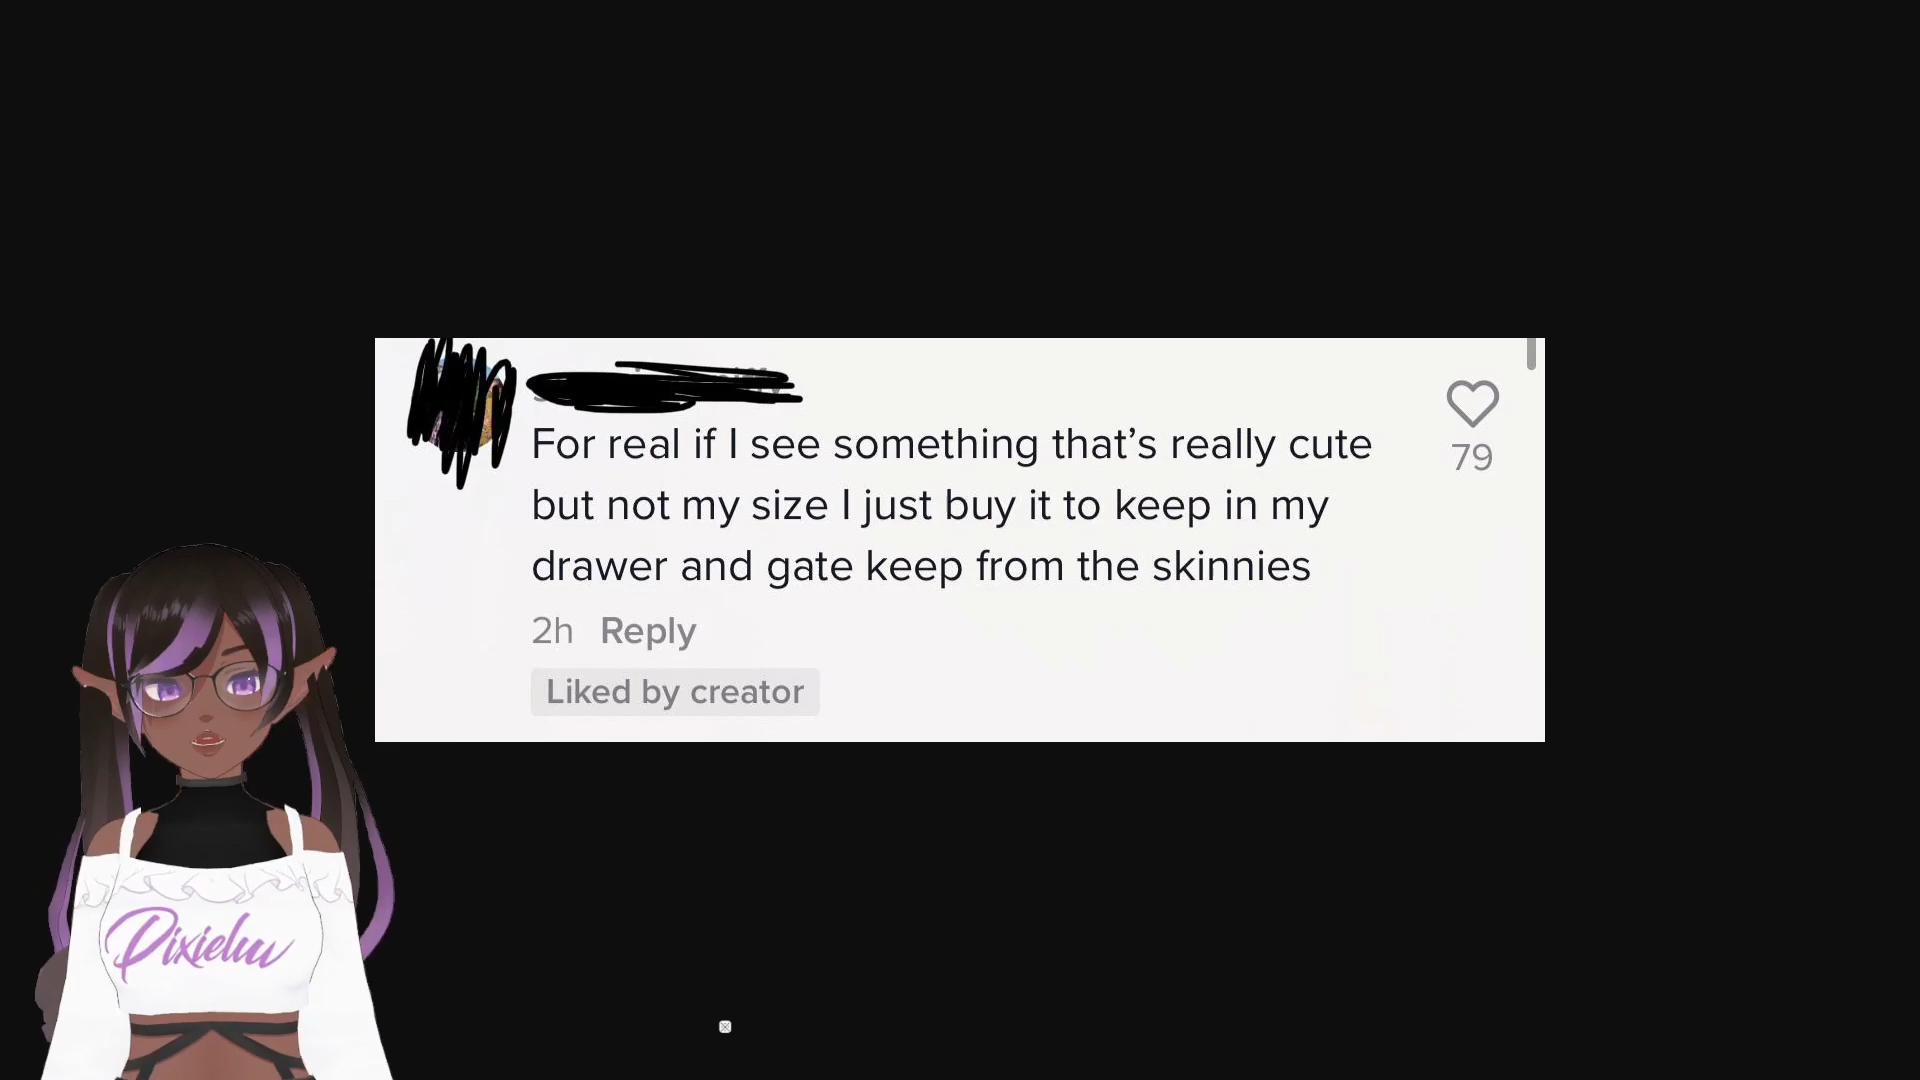 For real if I see something that’s really cute
but not my size I just buy it to keep in my
drawer and gate keep from the skinnies
79
2h Reply
Liked by creator
Pixieluv